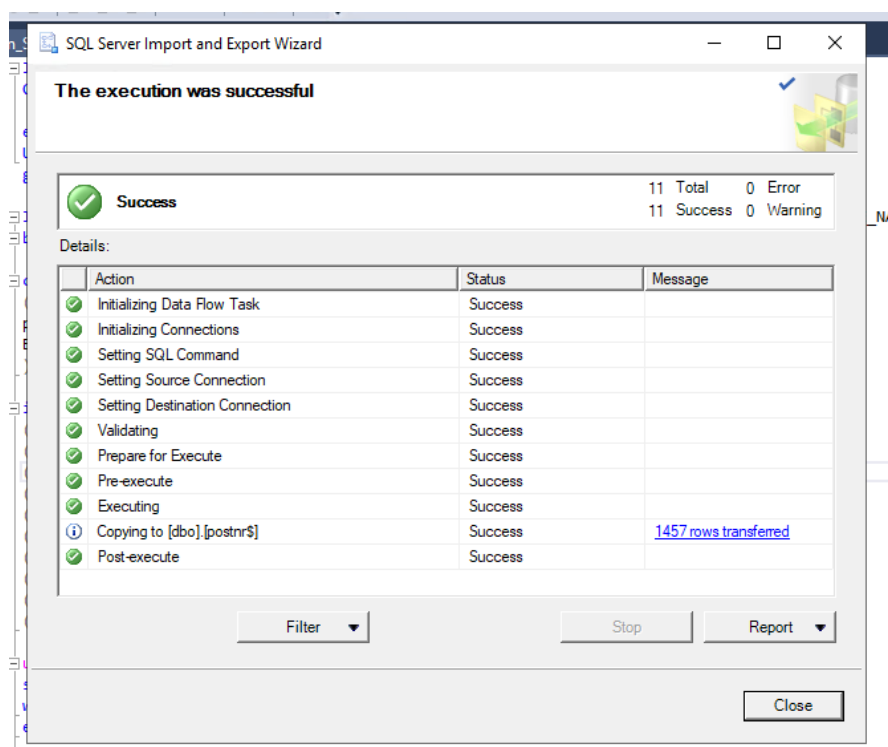 SQL Server Import and Export Wizard
The execution was successful
Success
11 Total 0 Error
11 Success 0 Warning
Details:
Action Status Message
Initializing Data Flow Task Success
Initializing Connections Success
Setting SQL Command Success
Setting Source Connection Success
Setting Destination Connection Success
Validating Success
Prepare for Execute Success
Pre-execute Success
Executing Success
Copying to [dbo].[postnr$] Success 1457 rows transferred
Post-execute Success
Filter Stop Report
Close